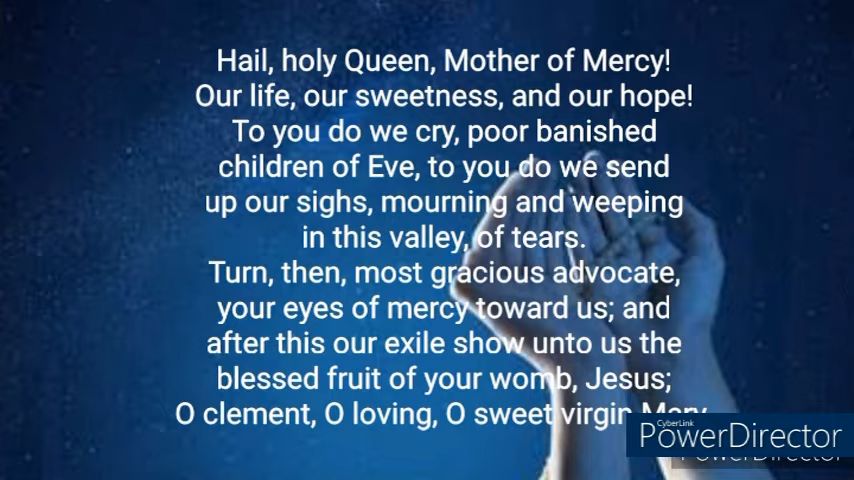 Hail, holy Queen, Mother of Mercy!
Our life, our sweetness, and our hope!
To you do we cry, poor banished
children of Eve, to you do we send
up our sighs, mourning and weeping
in this valley, of tears.
Turn, then, most gracious advocate,
your eyes of mercy toward us; and
after this our exile show unto us the
blessed fruit of your womb, Jesus;
O clement, O loving, O sweet virgin Mary
CyberLink
PowerDirector
PowerDirector